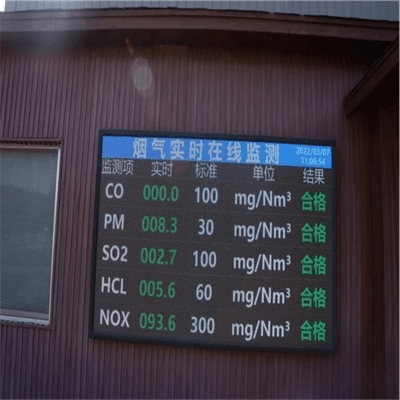 烟气实时在线监测 2022/03/07
11:06:54
监测项 实时 标准 单位 结果
CO 000.0 100 mg/Nm³ 合格
PM 008.3 30 mg/Nm³ 合格
SO2 002.7 100 mg/Nm³ 合格
HCL 005.6 60 mg/Nm³ 合格
NOX 093.6 300 mg/Nm³ 合格